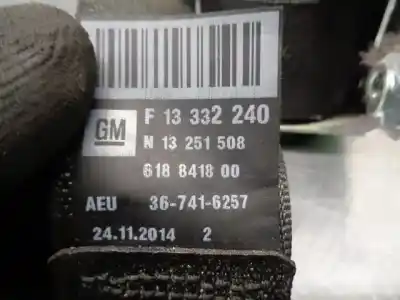 F 13 332 240
GM
N 13 251 508
618 8418 00
AEU 36-741-6257
24.11.2014 2